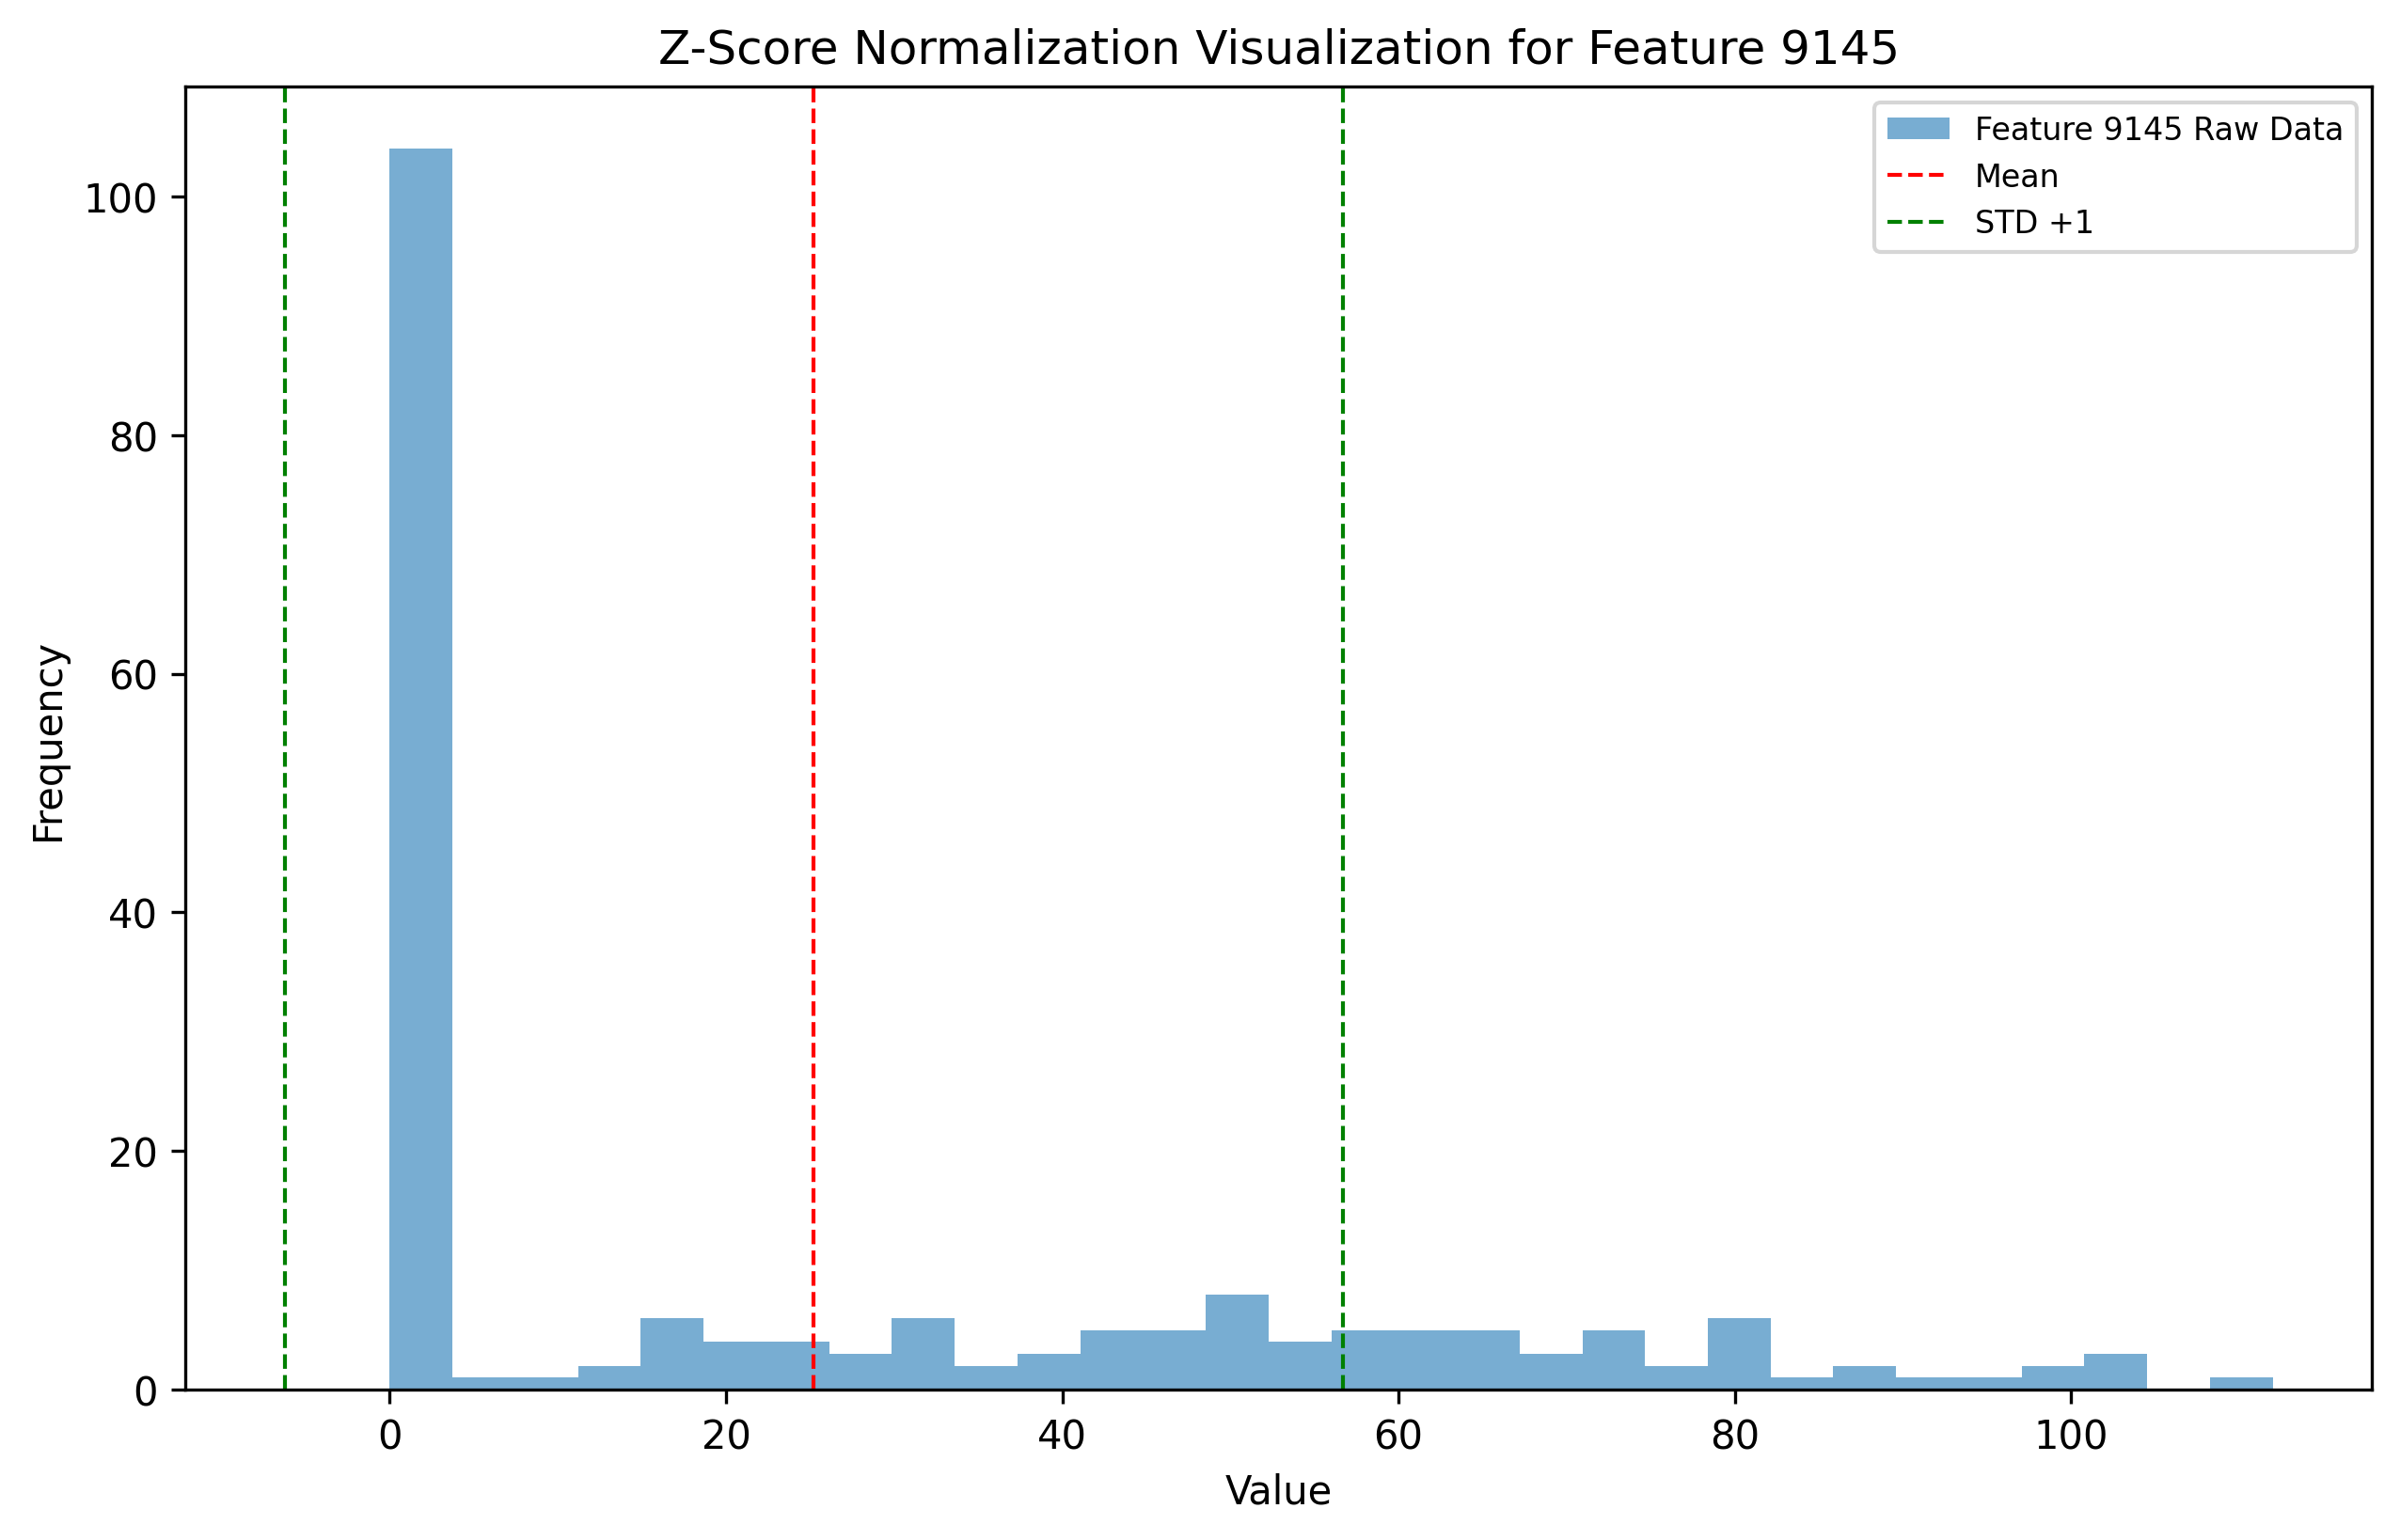 Z-Score Normalization Visualization for Feature 9145
Feature 9145 Raw Data
Mean
STD +1
100
80
60
40
20
0
Frequency
0 20 40 60 80 100
Value